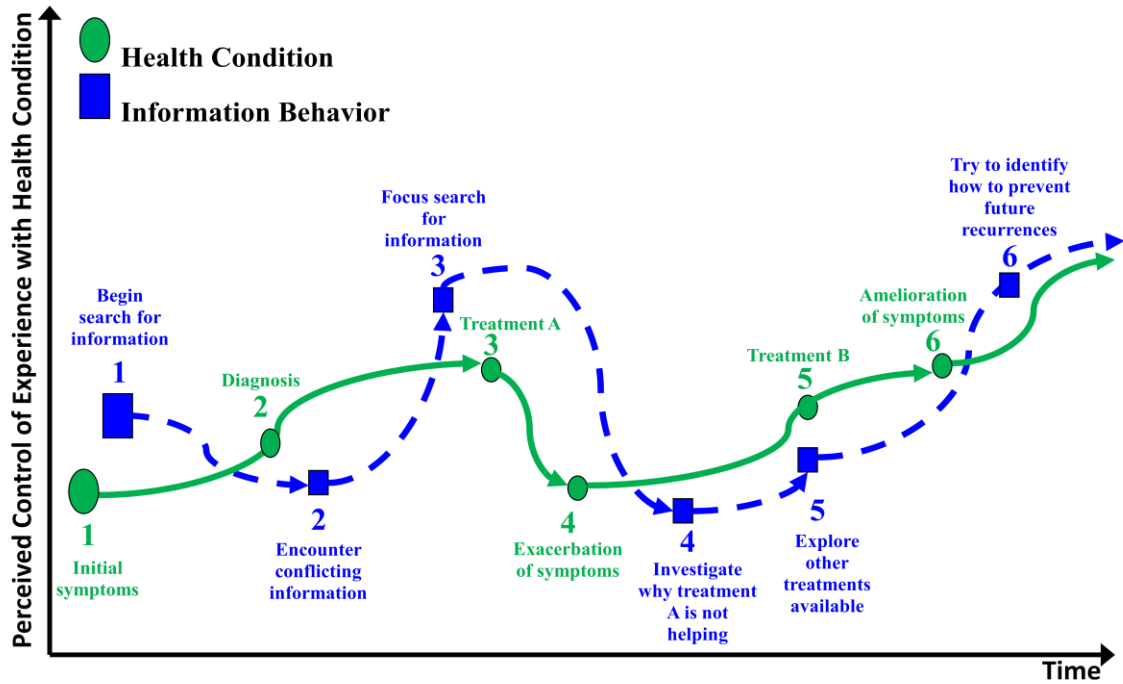 Perceived Control of Experience with Health Condition
Health Condition
Information Behavior
Begin
search for
information
1
1
Initial
symptoms
Diagnosis
2
2
Encounter
conflicting
information
Focus search
for
information
3
Treatment A
3
4
Exacerbation
of symptoms
4
Investigate
why treatment
A is not
helping
Treatment B
5
5
Explore
other
treatments
available
Amelioration
of symptoms
6
Try to identify
how to prevent
future
recurrences
6
Time